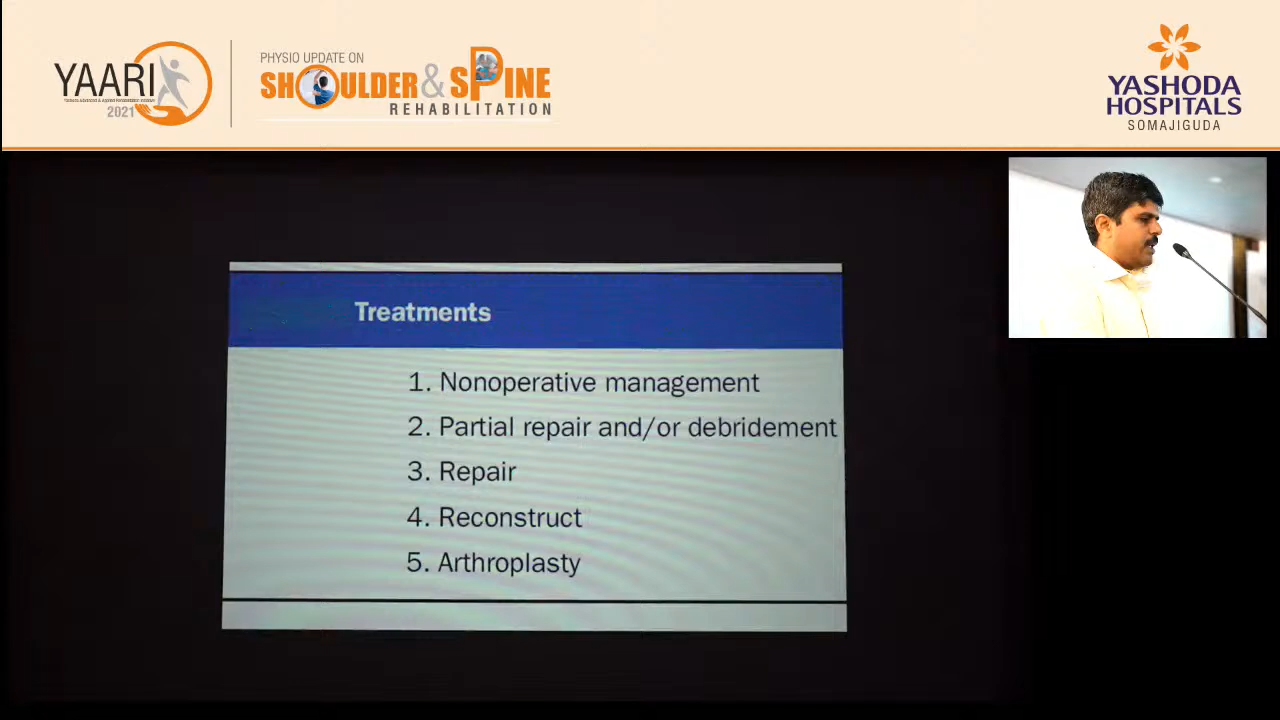 YAARI
2021
PHYSIO UPDATE ON
SHOULDER & SPINE
REHABILITATION
YASHODA
HOSPITALS
SOMAJIGUDA
Treatments
1. Nonoperative management
2. Partial repair and/or debridement
3. Repair
4. Reconstruct
5. Arthroplasty